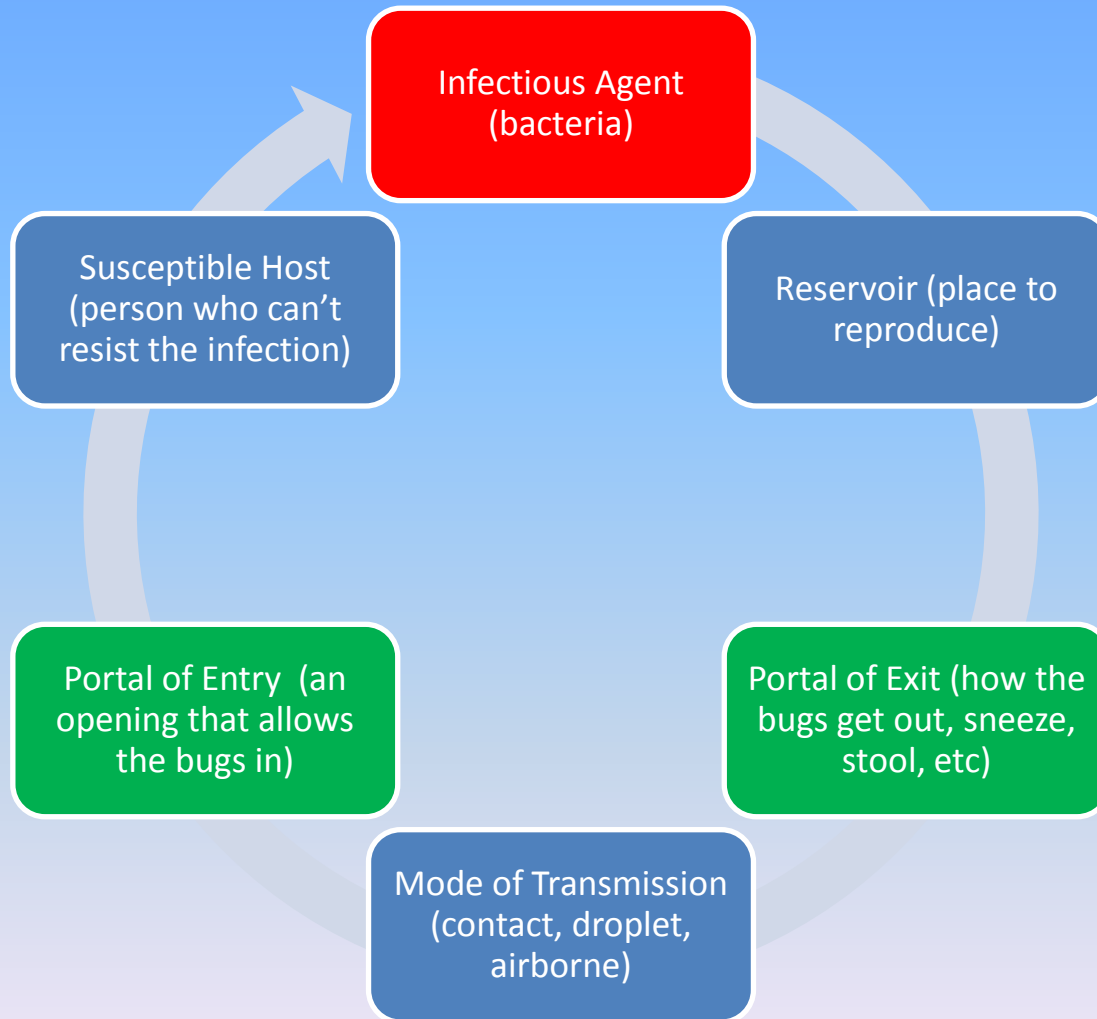 Infectious Agent
(bacteria)
Reservoir (place to
reproduce)
Portal of Exit (how the
bugs get out, sneeze,
stool, etc)
Mode of Transmission
(contact, droplet,
airborne)
Portal of Entry  (an
opening that allows
the bugs in)
Susceptible Host
(person who can’t
resist the infection)